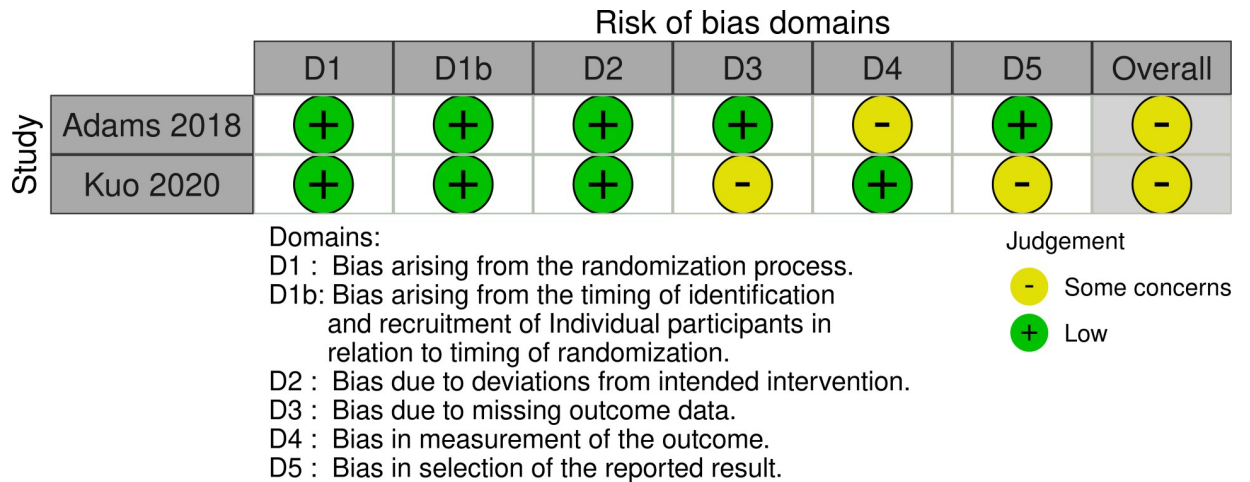 Risk of bias domains
D1 D1b D2 D3 D4 D5 Overall
Study
Adams 2018 + + + + - + -
Kuo 2020 + + + - + - -
Domains:
D1 : Bias arising from the randomization process.
D1b: Bias arising from the timing of identification
and recruitment of Individual participants in
relation to timing of randomization.
D2 : Bias due to deviations from intended intervention.
D3 : Bias due to missing outcome data.
D4 : Bias in measurement of the outcome.
D5 : Bias in selection of the reported result.
Judgement
- Some concerns
+ Low